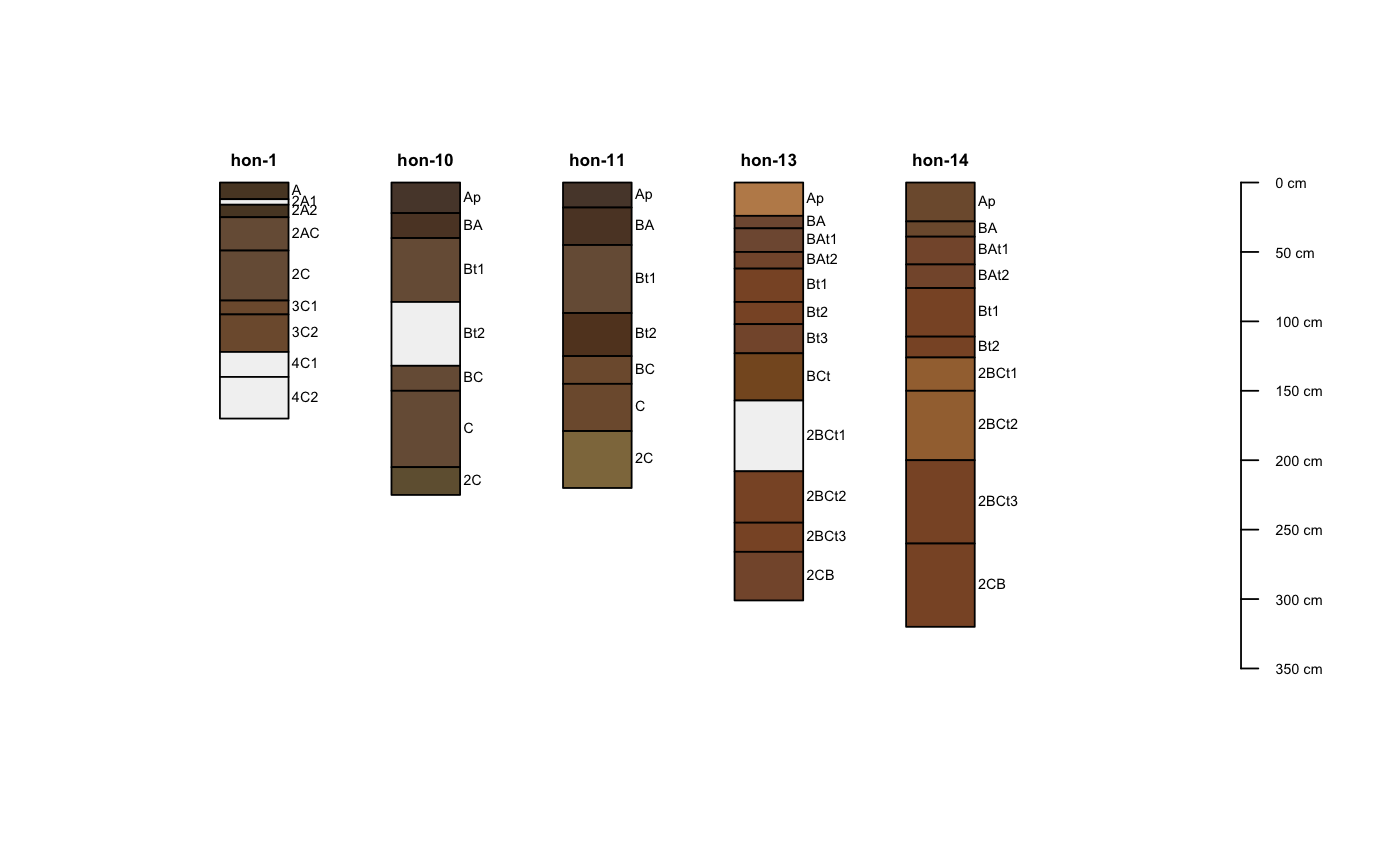 hon-1
hon-10
hon-11
hon-13
hon-14
A
2A1
2A2
2AC
2C
3C1
3C2
4C1
4C2
Ap
BA
Bt1
Bt2
BC
C
2C
Ap
BA
Bt1
Bt2
BC
C
2C
Ap
BA
BAt1
BAt2
Bt1
Bt2
Bt3
BCt
2BCt1
2BCt2
2BCt3
2CB
Ap
BA
BAt1
BAt2
Bt1
Bt2
2BCt1
2BCt2
2BCt3
2CB
0 cm
50 cm
100 cm
150 cm
200 cm
250 cm
300 cm
350 cm